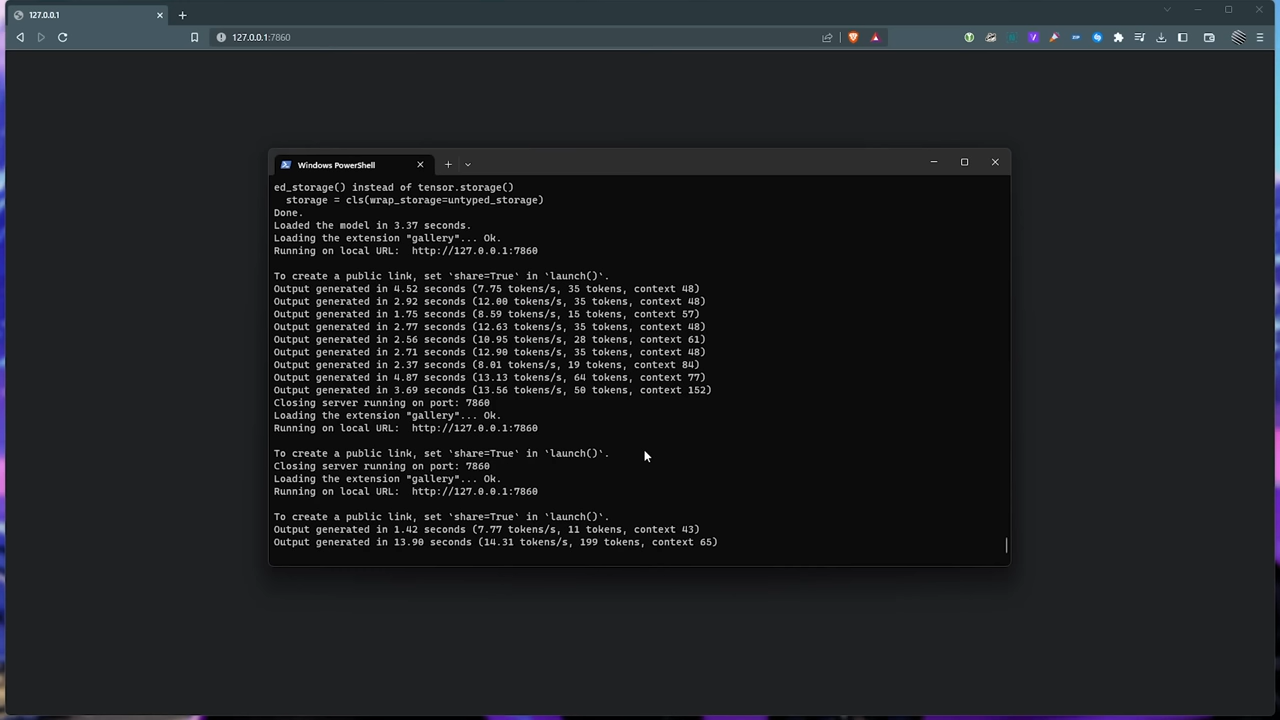 127.0.0.1
127.0.0.1:7860
Windows PowerShell
ed_storage() instead of tensor.storage()
  storage = cls(wrap_storage=untyped_storage)
Done.
Loaded the model in 3.37 seconds.
Loading the extension "gallery"... Ok.
Running on local URL:  http://127.0.0.1:7860
To create a public link, set `share=True` in `launch()`.
Output generated in 4.52 seconds (7.75 tokens/s, 35 tokens, context 48)
Output generated in 2.92 seconds (12.00 tokens/s, 35 tokens, context 48)
Output generated in 1.75 seconds (8.59 tokens/s, 15 tokens, context 57)
Output generated in 2.77 seconds (12.63 tokens/s, 35 tokens, context 48)
Output generated in 2.56 seconds (10.95 tokens/s, 28 tokens, context 61)
Output generated in 2.71 seconds (12.90 tokens/s, 35 tokens, context 48)
Output generated in 2.37 seconds (8.01 tokens/s, 19 tokens, context 84)
Output generated in 4.87 seconds (13.13 tokens/s, 64 tokens, context 77)
Output generated in 3.69 seconds (13.56 tokens/s, 50 tokens, context 152)
Closing server running on port: 7860
Loading the extension "gallery"... Ok.
Running on local URL:  http://127.0.0.1:7860
To create a public link, set `share=True` in `launch()`.
Closing server running on port: 7860
Loading the extension "gallery"... Ok.
Running on local URL:  http://127.0.0.1:7860
To create a public link, set `share=True` in `launch()`.
Output generated in 1.42 seconds (7.77 tokens/s, 11 tokens, context 43)
Output generated in 13.90 seconds (14.31 tokens/s, 199 tokens, context 65)